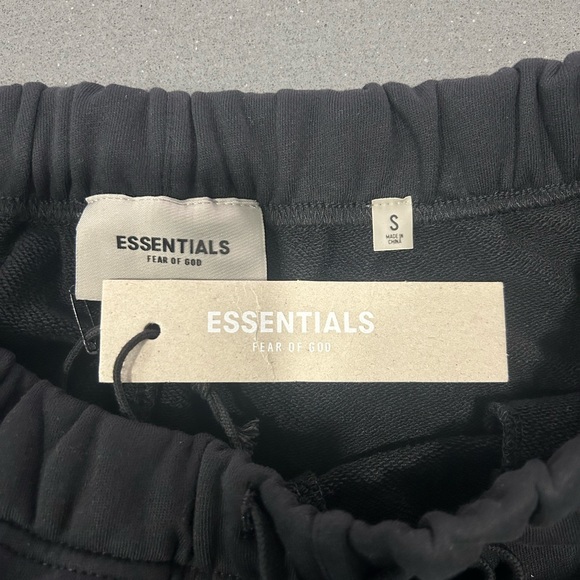 ESSENTIALS
FEAR OF GOD
S
MADE IN
CHINA
ESSENTIALS
FEAR OF GOD